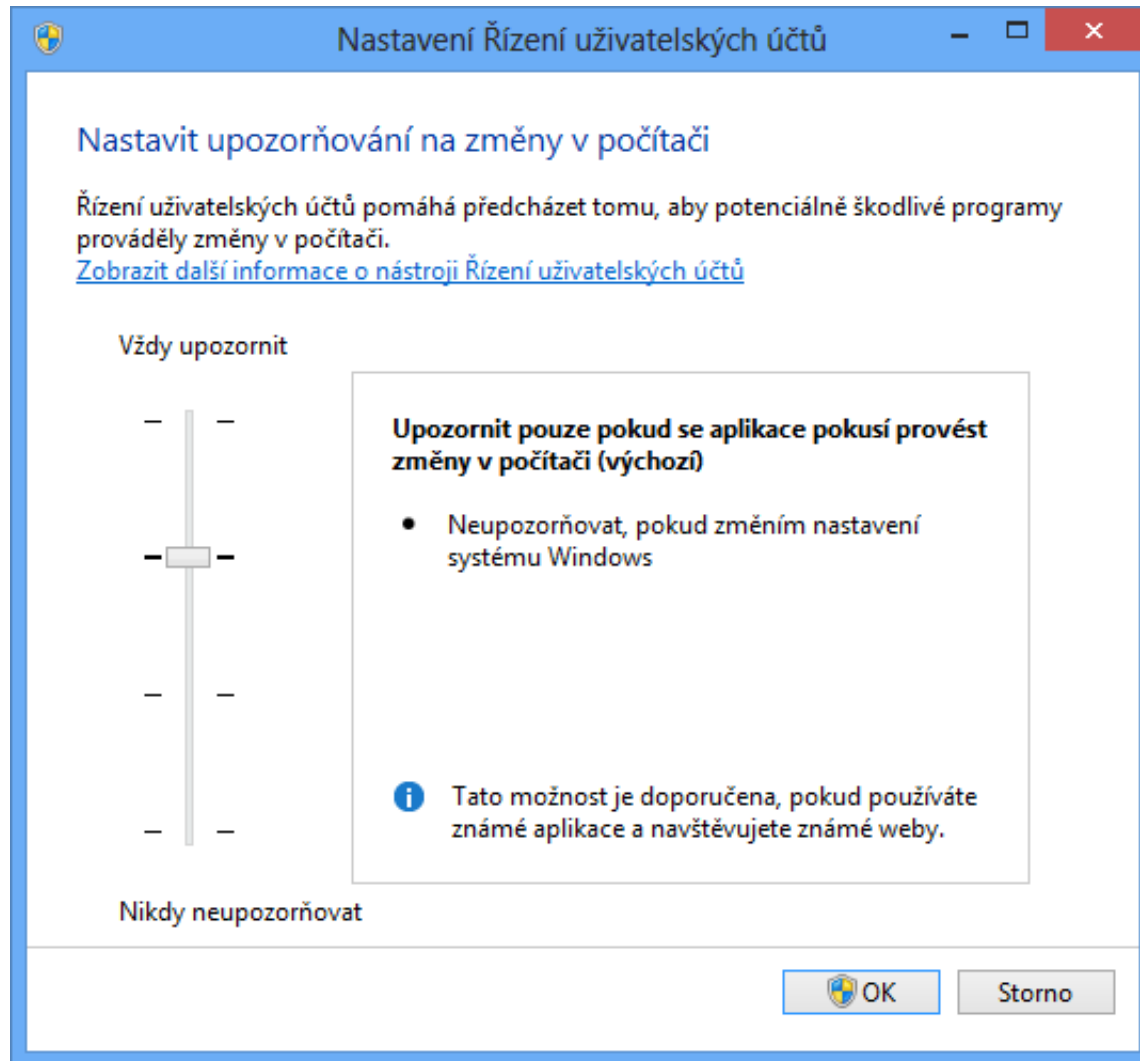 Nastavení Řízení uživatelských účtů
Nastavit upozorňování na změny v počítači
Řízení uživatelských účtů pomáhá předcházet tomu, aby potenciálně škodlivé programy
prováděly změny v počítači.
Zobrazit další informace o nástroji Řízení uživatelských účtů
Vždy upozornit
Upozornit pouze pokud se aplikace pokusí provést
změny v počítači (výchozí)
Neupozorňovat, pokud změním nastavení
systému Windows
Tato možnost je doporučena, pokud používáte
známé aplikace a navštěvujete známé weby.
Nikdy neupozorňovat
OK
Storno